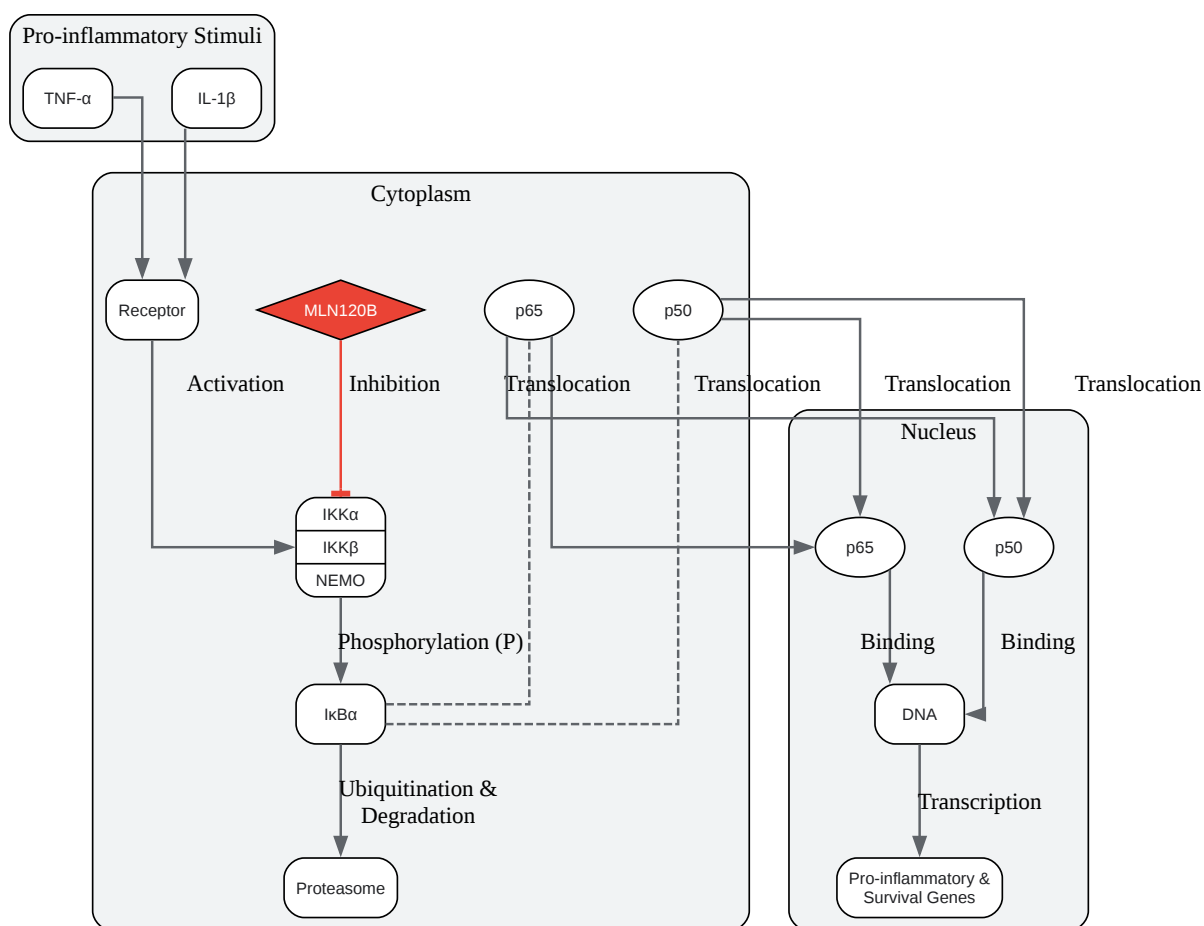 Pro-inflammatory Stimuli
TNF-α
IL-1β
Cytoplasm
Receptor
MLN120B
p65
p50
Activation
Inhibition
Translocation
Translocation
Translocation
Translocation
Nucleus
IKKα
IKKβ
NEMO
p65
p50
Phosphorylation (P)
Binding
Binding
IκBα
DNA
Ubiquitination &
Degradation
Transcription
Proteasome
Pro-inflammatory &
Survival Genes